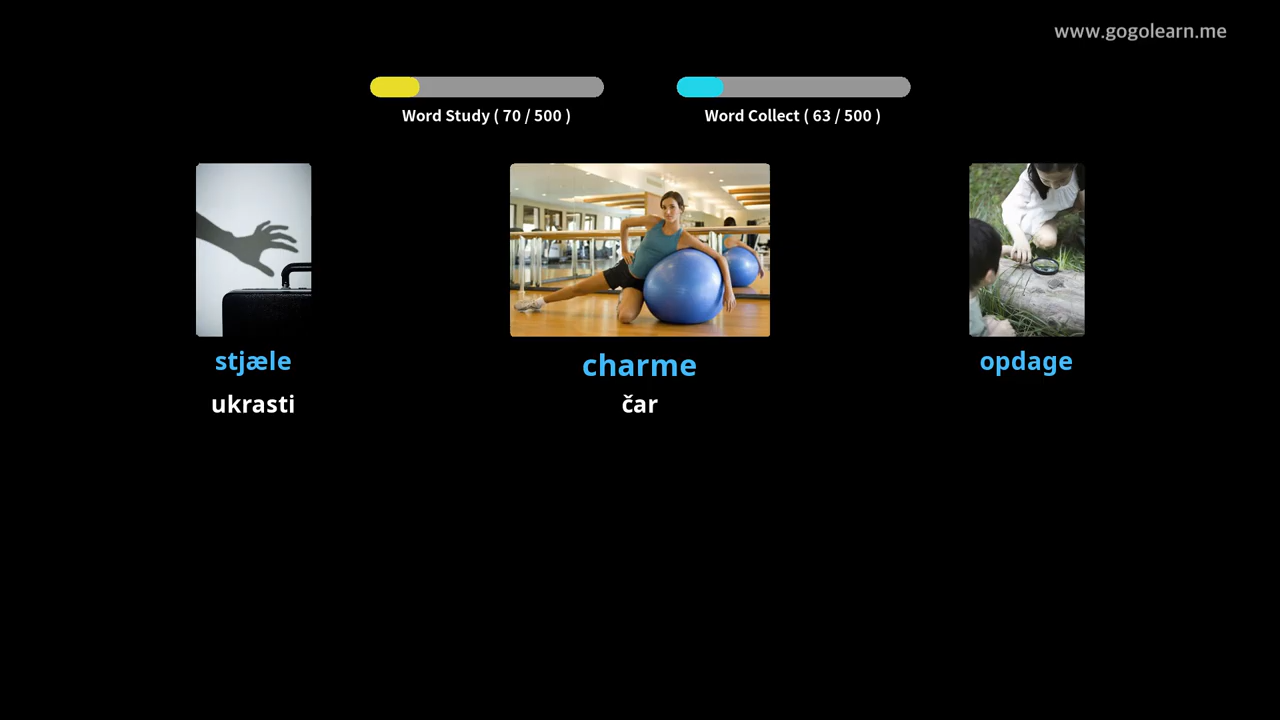 www.gogolearn.me
Word Study ( 70 / 500 )
Word Collect ( 63 / 500 )
stjæle
charme
opdage
ukrasti
čar